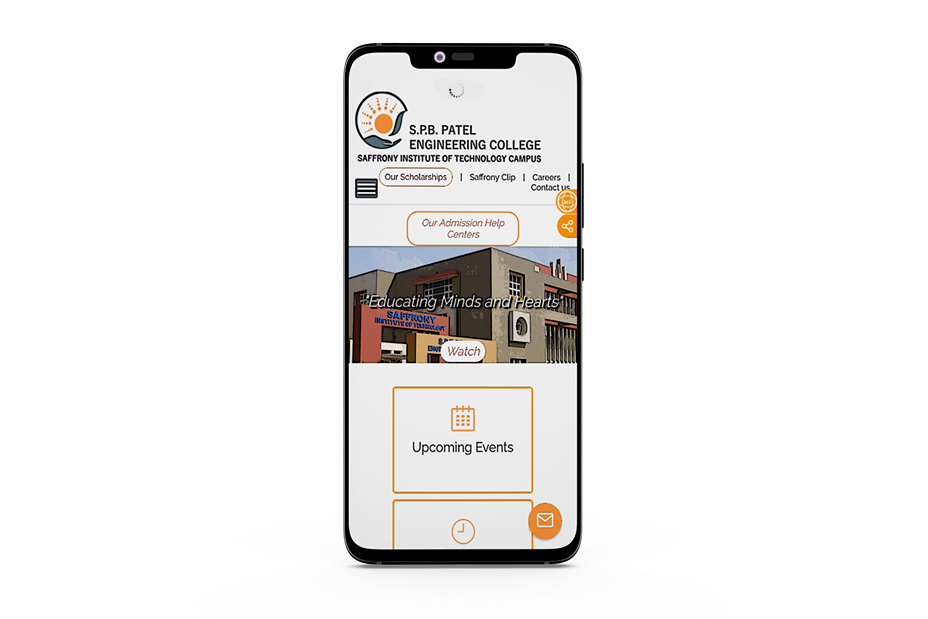 S.P.B. PATEL
ENGINEERING COLLEGE
SAFFRONY INSTITUTE OF TECHNOLOGY CAMPUS
Our Scholarships | Saffrony Clip | Careers |
Contact us
Our Admission Help
Centers
"Educating Minds and Hearts"
SAFFRONY
INSTITUTE OF TECHNOLOGY
Watch
Upcoming Events